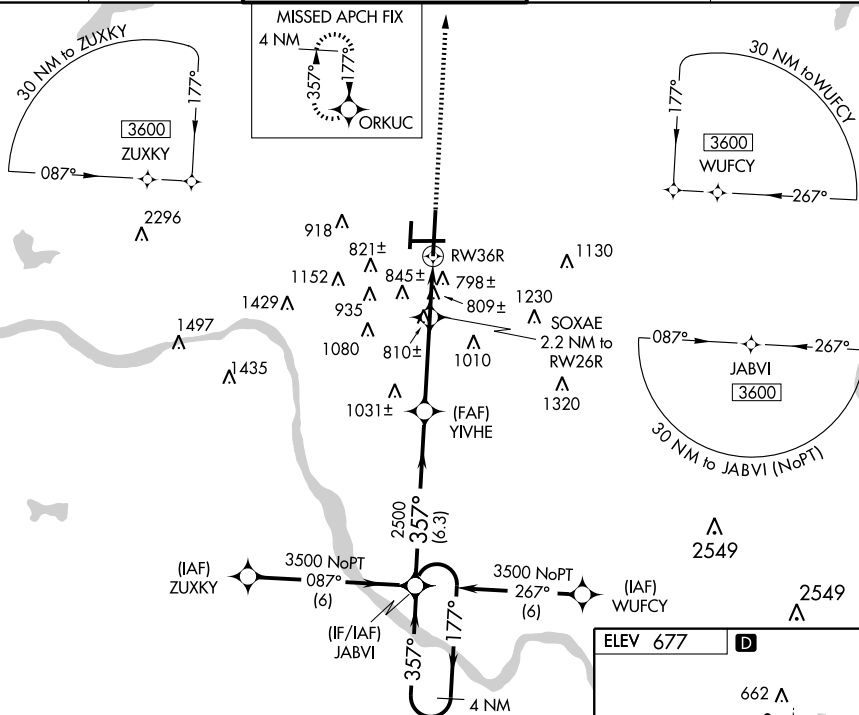 MISSED APCH FIX
4 NM
357°
177°
ORKUC
30 NM to ZUXKY
177°
3600
ZUXKY
087°
30 NM to WUFCY
177°
3600
WUFCY
267°
2296
918
821±
RW36R
1130
1152
845±
798±
1429
935
809±
1230
SOXAE
2.2 NM to
RW26R
1497
1080
810±
1010
087°
267°
JABVI
3600
1435
1320
1031±
(FAF)
YIVHE
30 NM to JABVI (NoPT)
2500
357°
(6.3)
2549
(IAF)
ZUXKY
3500 NoPT
087°
(6)
3500 NoPT
267°
(6)
(IAF)
WUFCY
2549
(IF/IAF)
JABVI
357°
177°
4 NM
ELEV 677
D
662